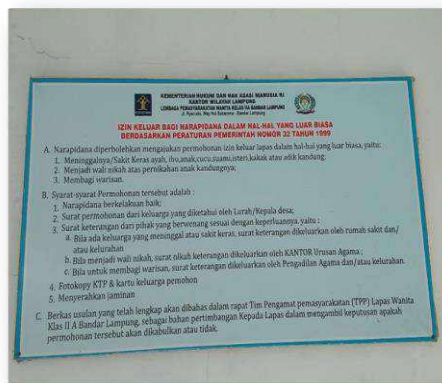 KEMENTERIAN HUKUM DAN HAK ASASI MANUSIA RI
KANTOR WILAYAH LAMPUNG
LEMBAGA PEMASYARAKATAN WANITA KELAS IIA BANDAR LAMPUNG
IZIN KELUAR BAGI NARAPIDANA DALAM HAL-HAL YANG LUAR BIASA
BERDASARKAN PERATURAN PEMERINTAH NOMOR 32 TAHUN 1999
A. Narapidana diperbolehkan mengajukan permohonan izin keluar lapas dalam hal-hal yang luar biasa, yaitu:
1. Meninggalnya/Sakit Keras ayah, ibu,anak,cucu,suami,isteri,kakak atau adik kandung;
2. Menjadi wali nikah atas pernikahan anak kandungnya;
3. Membagi warisan.
B. Syarat-syarat Permohonan tersebut adalah :
1. Narapidana berkelakuan baik;
2. Surat permohonan dari keluarga yang diketahui oleh Lurah/Kepala desa;
3. Surat keterangan dari pihak yang berwenang sesuai dengan keperluannya, yaitu :
a. Bila ada keluarga yang meninggal atau sakit keras, surat keterangan dikeluarkan oleh rumah sakit dan/
atau kelurahan
b. Bila menjadi wali nikah, surat nikah keterangan dikeluarkan oleh KANTOR Urusan Agama ;
c. Bila untuk membagi warisan, surat keterangan dikeluarkan oleh Pengadilan Agama dan/atau kelurahan.
4. Fotokopy KTP & kartu keluarga pemohon
5. Menyerahkan jaminan
C. Berkas usulan yang telah lengkap akan dibahas dalam rapat Tim Pengamat pemasyarakatan (TPP) Lapas Wanita
Klas II A Bandar Lampung, sebagai bahan pertimbangan Kepada Lapas dalam mengambil keputusan apakah
permohonan tersebut akan dikabulkan atau tidak.